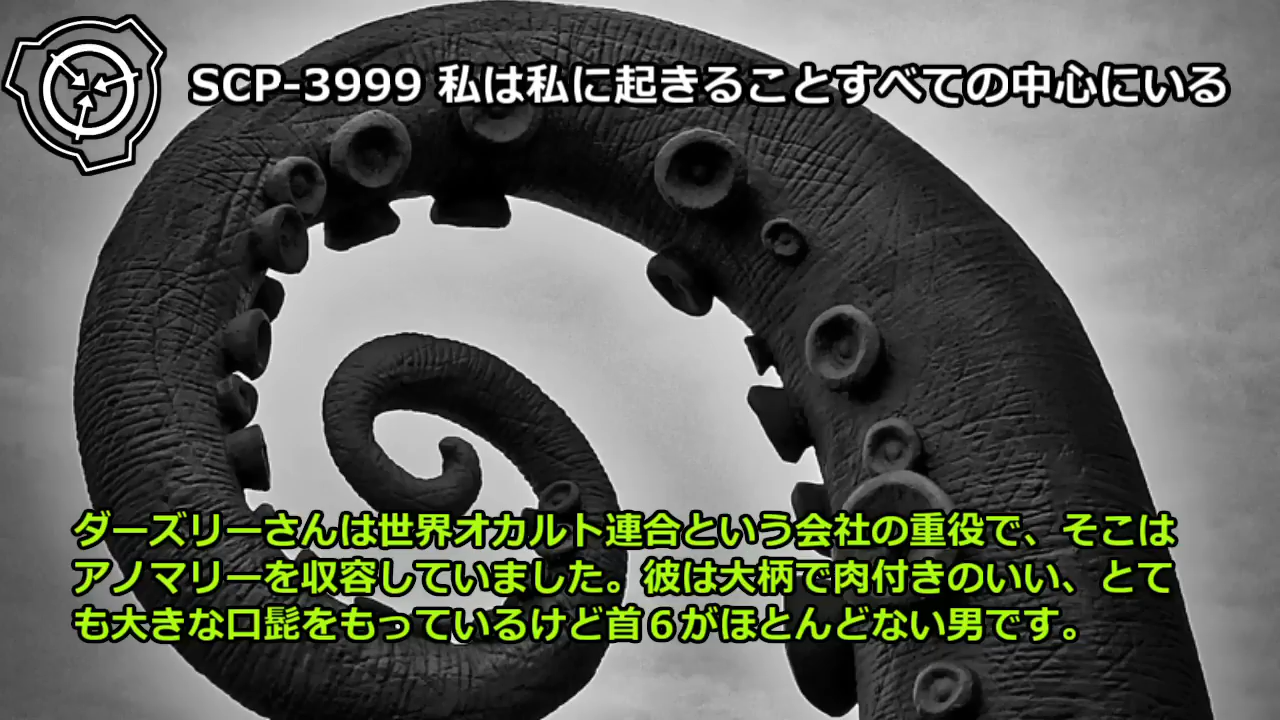 SCP-3999 私は私に起きることすべての中心にいる
ダーズリーさんは世界オカルト連合という会社の重役で、そこは
アノマリーを収容していました。彼は大柄で肉付きのいい、とて
も大きな口髭をもっているけど首６がほとんどない男です。